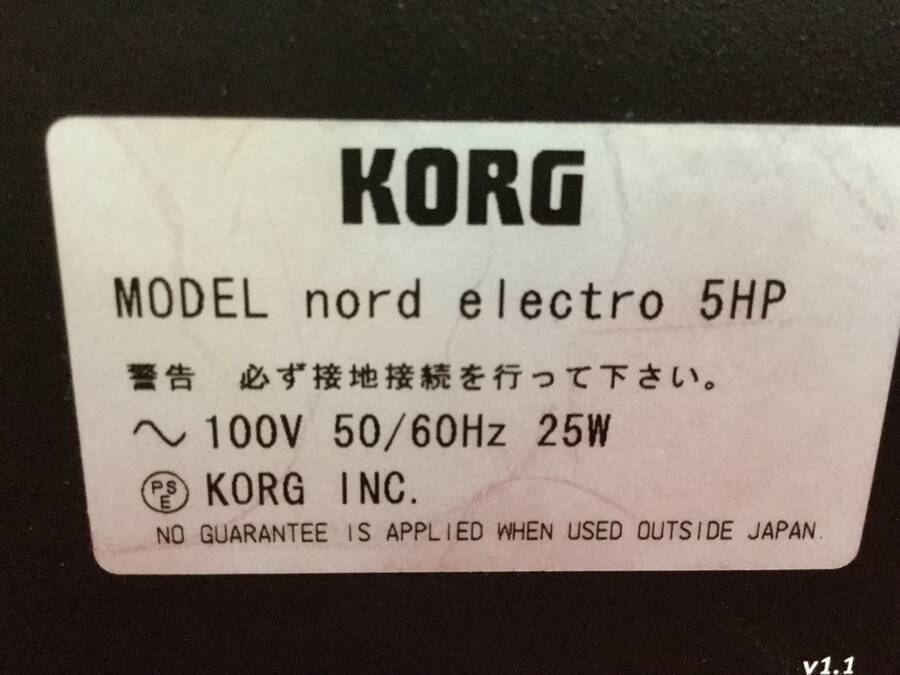 KORG
MODEL nord electro 5HP
警告 必ず接地接続を行って下さい。
～ 100V 50/60Hz 25W
PSE KORG INC.
NO GUARANTEE IS APPLIED WHEN USED OUTSIDE JAPAN.
v1.1